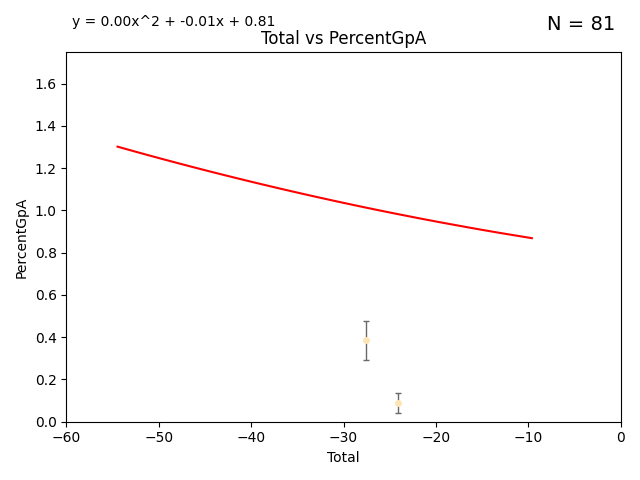 y = 0.00x^2 + -0.01x + 0.81
N = 81
Total vs PercentGpA
PercentGpA
1.6
1.4
1.2
1.0
0.8
0.6
0.4
0.2
0.0
−60 −50 −40 −30 −20 −10 0
Total